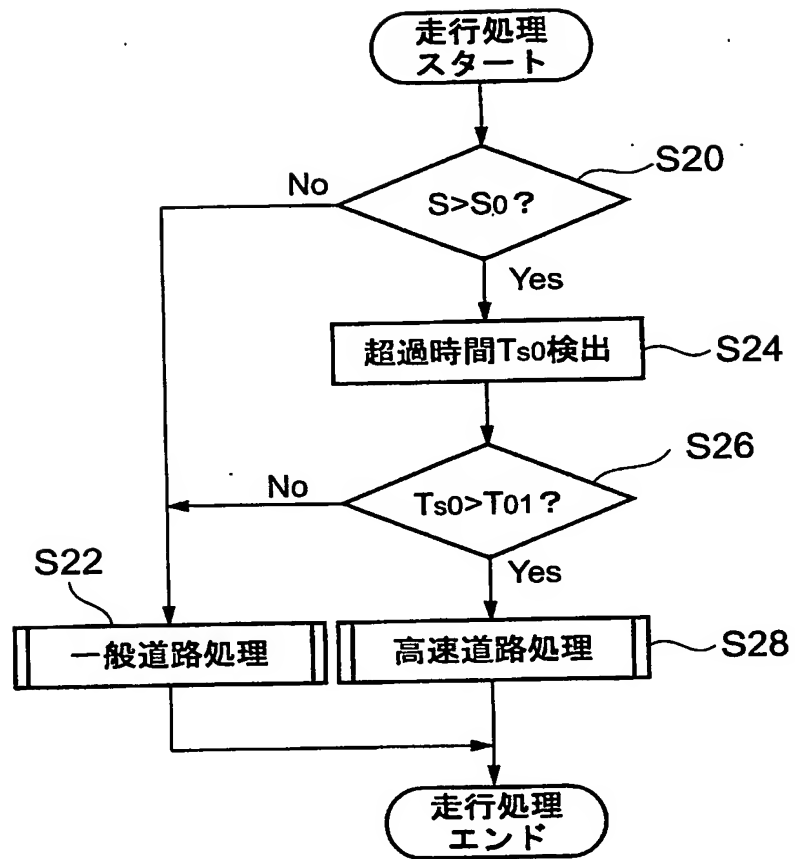 走行処理
スタート
S20
No
S>S0?
Yes
超過時間Ts0検出
S24
S26
No
Ts0>T01?
Yes
S22
一般道路処理
高速道路処理
S28
走行処理
エンド